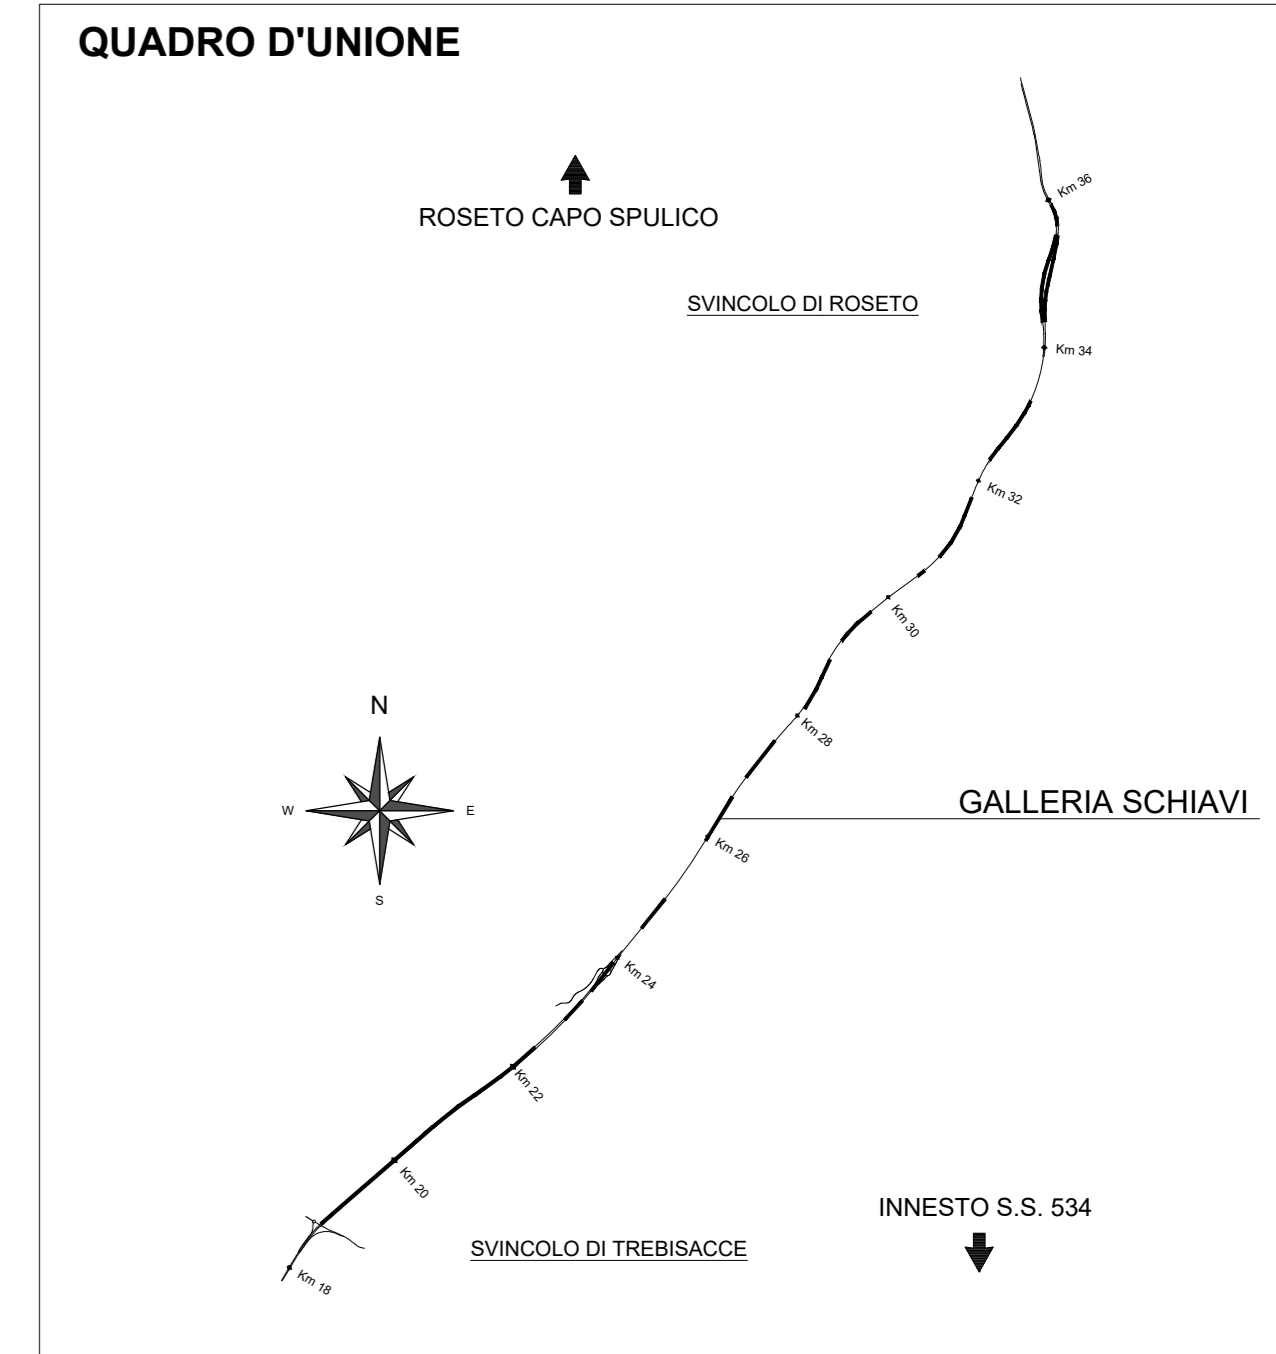 QUADRO D'UNIONE
ROSETO CAPO SPULICO
Km 36
SVINCOLO DI ROSETO
Km 34
Km 32
Km 30
N
Km 28
W
E
GALLERIA SCHIAVI
Km 26
S
Km 24
Km 22
Km 20
INNESTO S.S. 534
SVINCOLO DI TREBISACCE
Km 18